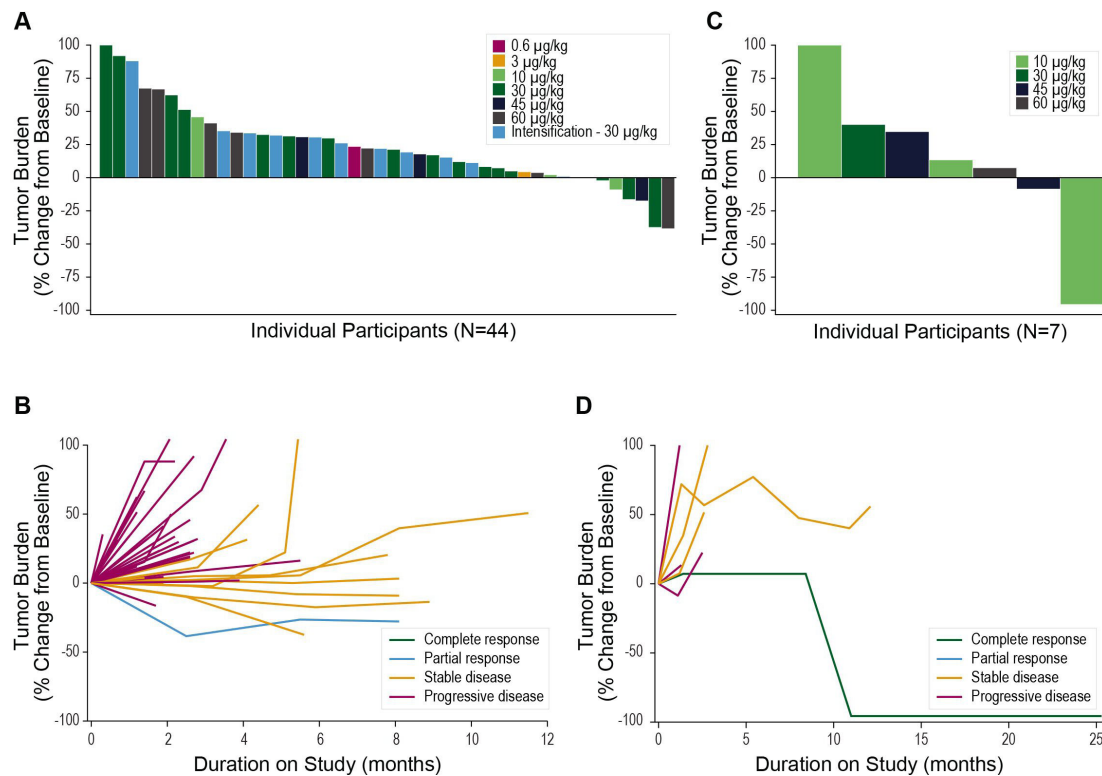 A
Tumor Burden
(% Change from Baseline)
100
75
50
25
0
-25
-50
-75
-100
0.6 µg/kg
3 µg/kg
10 µg/kg
30 µg/kg
45 µg/kg
60 µg/kg
Intensification - 30 µg/kg
Individual Participants (N=44)
C
Tumor Burden
(% Change from Baseline)
100
75
50
25
0
-25
-50
-75
-100
10 µg/kg
30 µg/kg
45 µg/kg
60 µg/kg
Individual Participants (N=7)
B
Tumor Burden
(% Change from Baseline)
100
50
0
-50
-100
Complete response
Partial response
Stable disease
Progressive disease
0 2 4 6 8 10 12
Duration on Study (months)
D
Tumor Burden
(% Change from Baseline)
100
50
0
-50
-100
Complete response
Partial response
Stable disease
Progressive disease
0 5 10 15 20 25
Duration on Study (months)